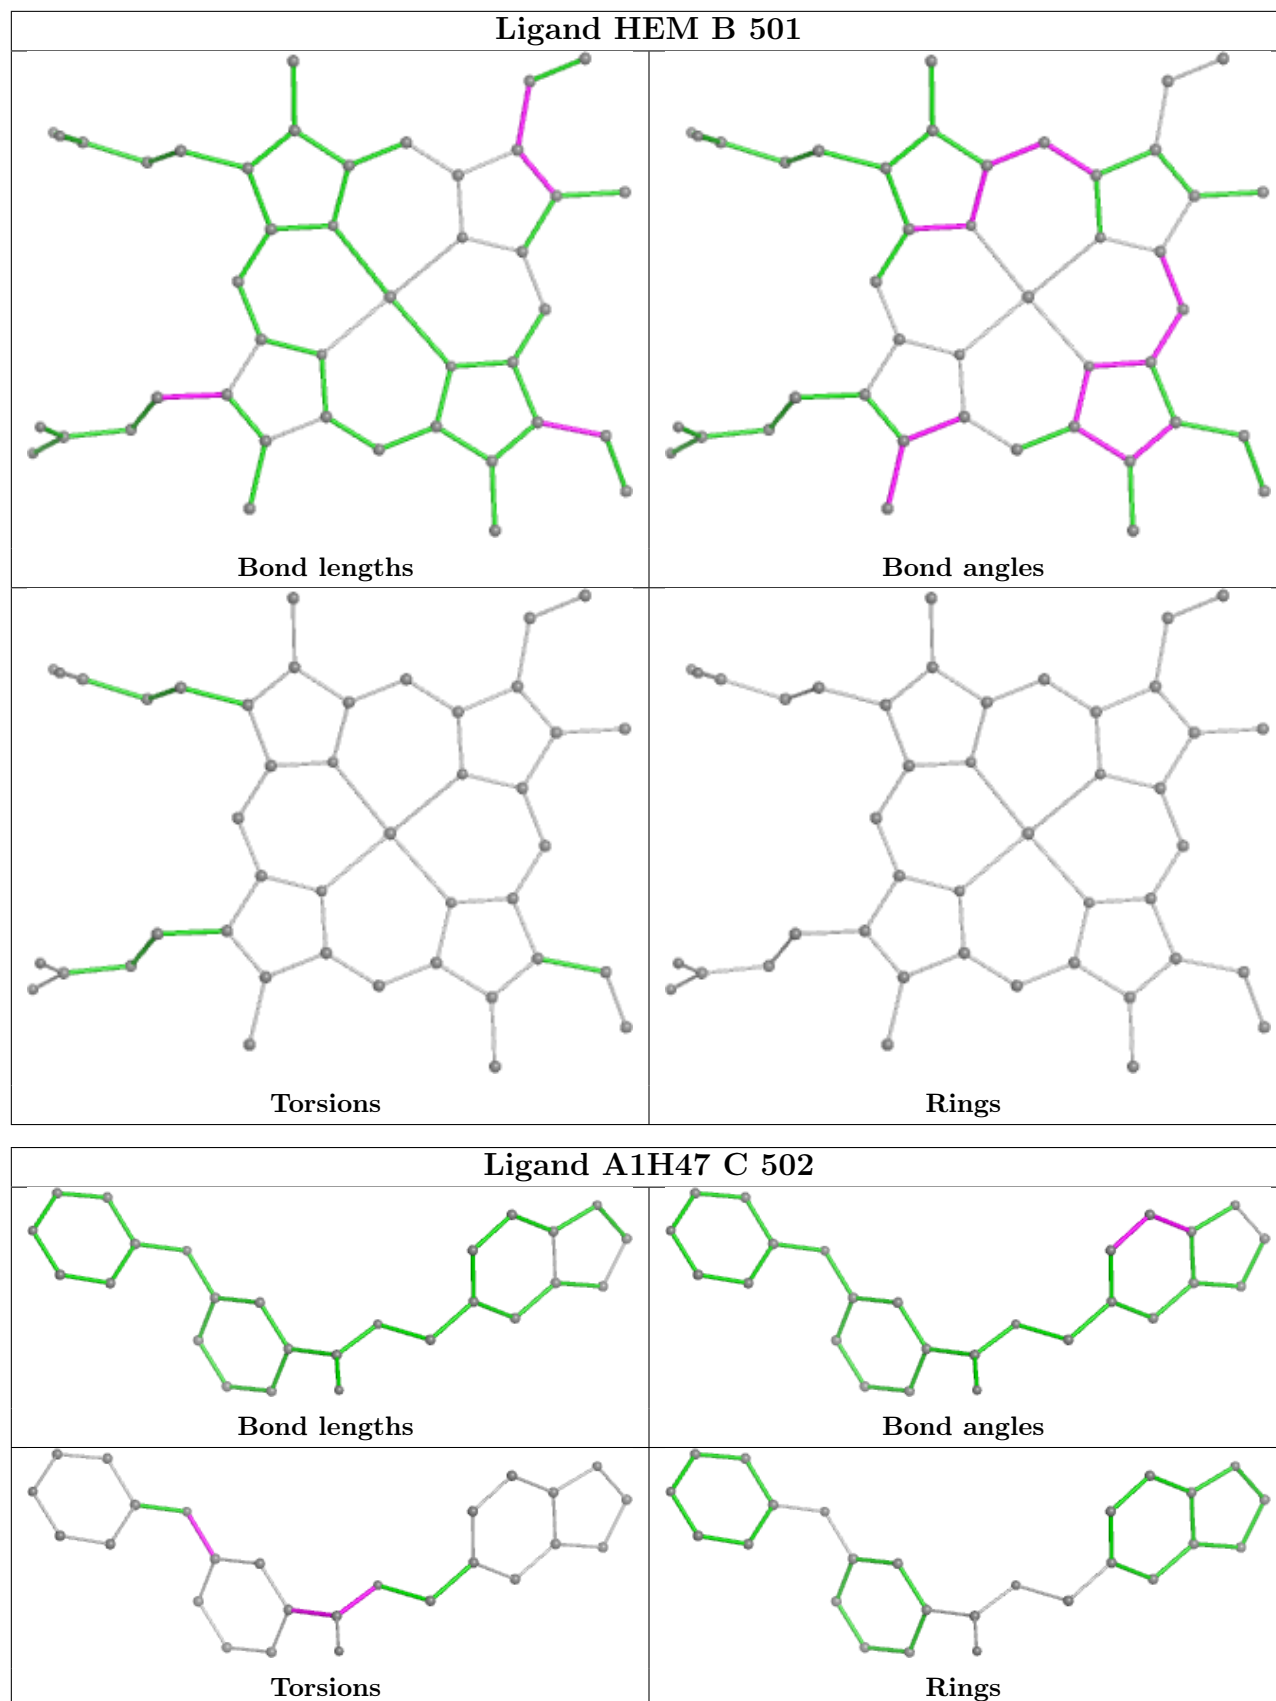 Ligand HEM B 501
Bond lengths
Bond angles
Torsions
Rings
Ligand A1H47 C 502
Bond lengths
Bond angles
Torsions
Rings